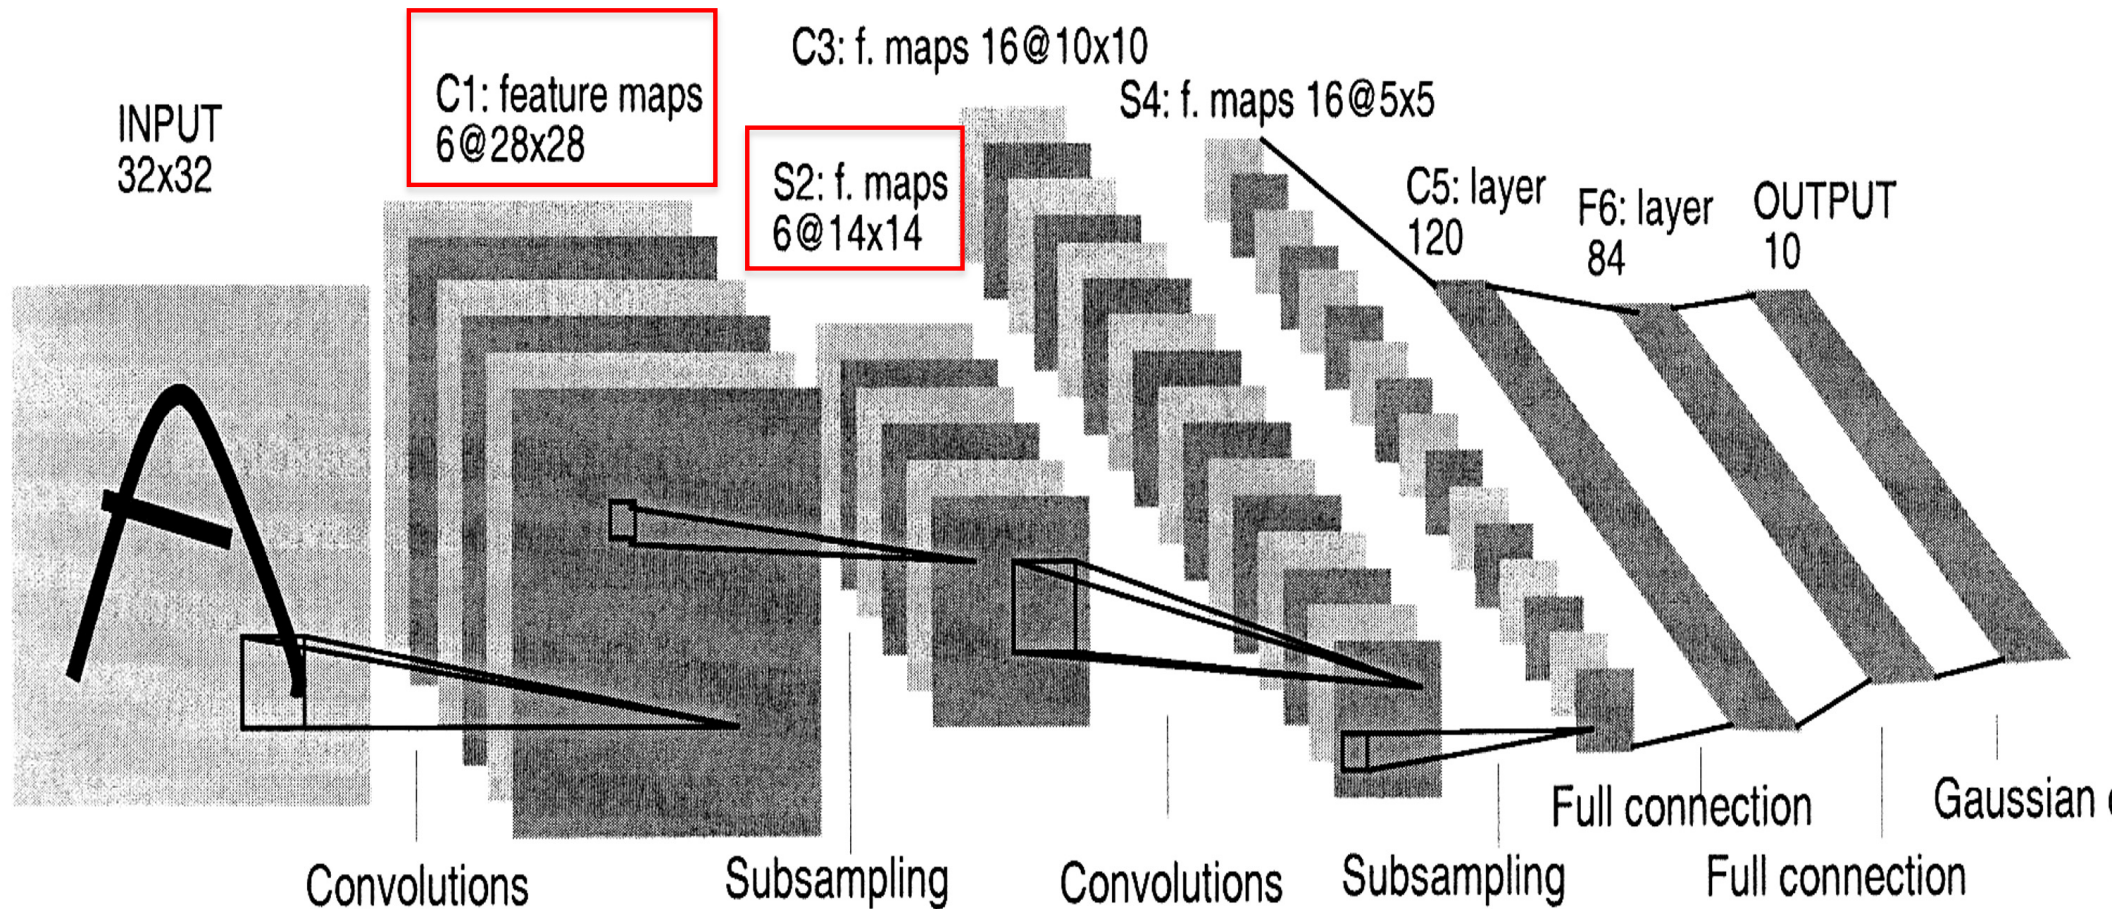 INPUT
32x32
C1: feature maps
6@28x28
S2: f. maps
6@14x14
C3: f. maps 16@10x10
S4: f. maps 16@5x5
C5: layer
120
F6: layer
84
OUTPUT
10
Convolutions
Subsampling
Convolutions
Subsampling
Full connection
Full connection
Gaussian